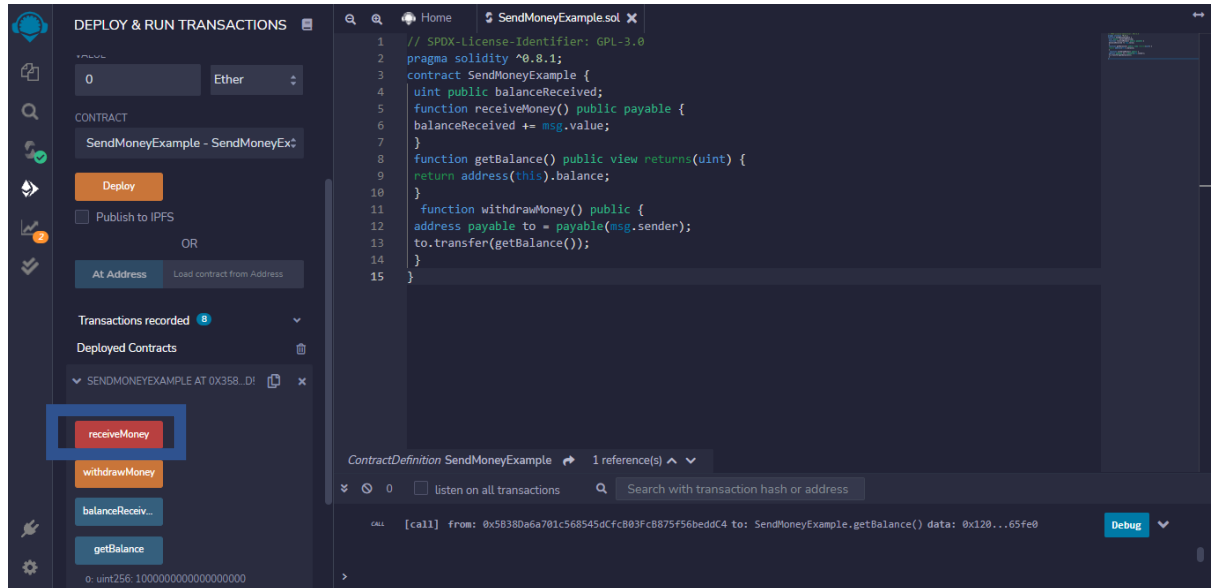 DEPLOY & RUN TRANSACTIONS
0
Ether
CONTRACT
SendMoneyExample - SendMoneyEx
Deploy
Publish to IPFS
OR
At Address
Load contract from Address
Transactions recorded 8
Deployed Contracts
SENDMONEYEXAMPLE AT 0X358...D!
receiveMoney
withdrawMoney
balanceReceiv...
getBalance
0: uint256: 1000000000000000000
2
Home
SendMoneyExample.sol
1 // SPDX-License-Identifier: GPL-3.0
2 pragma solidity ^0.8.1;
3 contract SendMoneyExample {
4 uint public balanceReceived;
5 function receiveMoney() public payable {
6 balanceReceived += msg.value;
7 }
8 function getBalance() public view returns(uint) {
9 return address(this).balance;
10 }
11 function withdrawMoney() public {
12 address payable to = payable(msg.sender);
13 to.transfer(getBalance());
14 }
15 }
ContractDefinition SendMoneyExample 1 reference(s)
0
listen on all transactions
Search with transaction hash or address
CALL [call] from: 0x5B38Da6a701c568545dCfcB03FcB875f56beddC4 to: SendMoneyExample.getBalance() data: 0x120...65fe0
Debug
>